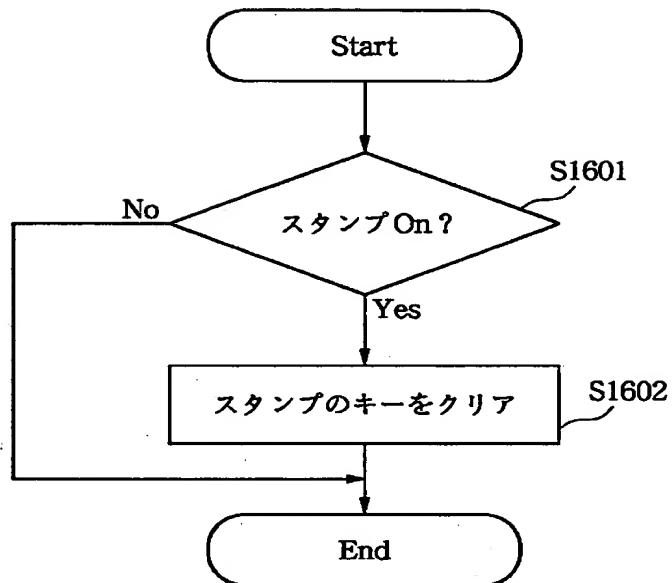 Start
S1601
No
スタンプOn？
Yes
スタンプのキーをクリア
S1602
End